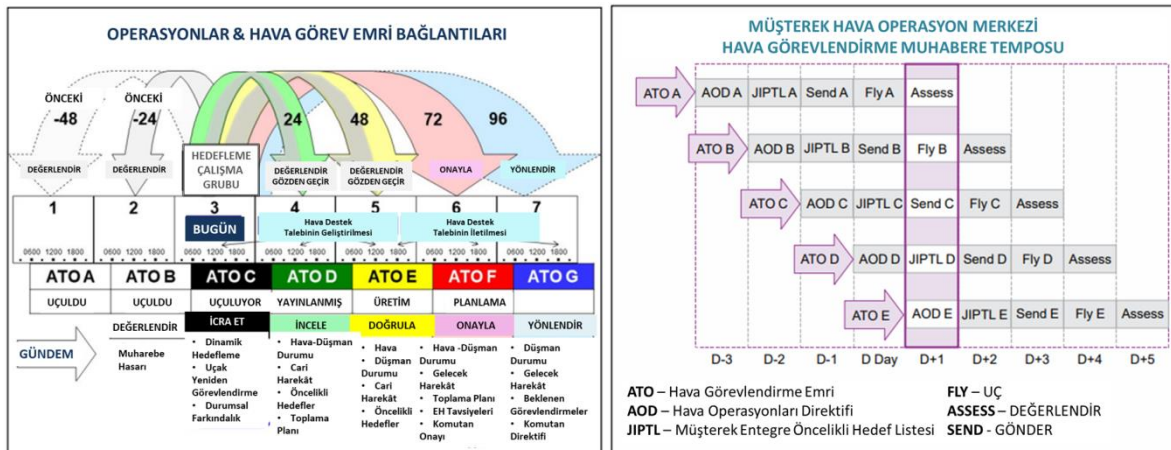 OPERASYONLAR & HAVA GÖREV EMRİ BAĞLANTILARI
ÖNCEKİ
-48
ÖNCEKİ
-24
24
48
72
96
DEĞERLENDİR
DEĞERLENDİR
HEDEFLEME
ÇALIŞMA
GRUBU
DEĞERLENDİR
GÖZDEN GEÇİR
DEĞERLENDİR
GÖZDEN GEÇİR
ONAYLA
YÖNLENDİR
1 2 3 4 5 6 7
BUGÜN
Hava Destek
Talebinin Geliştirilmesi
Hava Destek
Talebinin İletilmesi
0600 1200 1800 0600 1200 1800 0600 1200 1800 0600 1200 1800 0600 1200 1800 0600 1200 1800 0600 1200 1800
ATO A ATO B ATO C ATO D ATO E ATO F ATO G
UÇULDU UÇULDU UÇULUYOR YAYINLANMIŞ ÜRETİM PLANLAMA
GÜNDEM
DEĞERLENDİR
Muharebe
Hasarı
İCRA ET
• Dinamik
Hedefleme
• Uçak
Yeniden
Görevlendirme
• Durumsal
Farkındalık
İNCELE
• Hava-Düşman
Durumu
• Cari
Harekât
• Öncelikli
Hedefler
• Toplama
Planı
DOĞRULA
• Hava
• Düşman
Durumu
• Cari
Harekât
• Öncelikli
Hedefler
ONAYLA
• Hava -Düşman
Durumu
• Gelecek
Harekât
• Toplama Planı
• EH Tavsiyeleri
• Komutan
Onayı
YÖNLENDİR
• Düşman
Durumu
• Gelecek
Harekât
• Beklenen
Görevlendirmeler
• Komutan
Direktifi
MÜŞTEREK HAVA OPERASYON MERKEZİ
HAVA GÖREVLENDİRME MUHABERE TEMPOSU
ATO A AOD A JIPTL A Send A Fly A Assess
ATO B AOD B JIPTL B Send B Fly B Assess
ATO C AOD C JIPTL C Send C Fly C Assess
ATO D AOD D JIPTL D Send D Fly D Assess
ATO E AOD E JIPTL E Send E Fly E Assess
D-3 D-2 D-1 D Day D+1 D+2 D+3 D+4 D+5
ATO – Hava Görevlendirme Emri
AOD – Hava Operasyonları Direktifi
JIPTL – Müşterek Entegre Öncelikli Hedef Listesi
FLY – UÇ
ASSESS – DEĞERLENDİR
SEND - GÖNDER